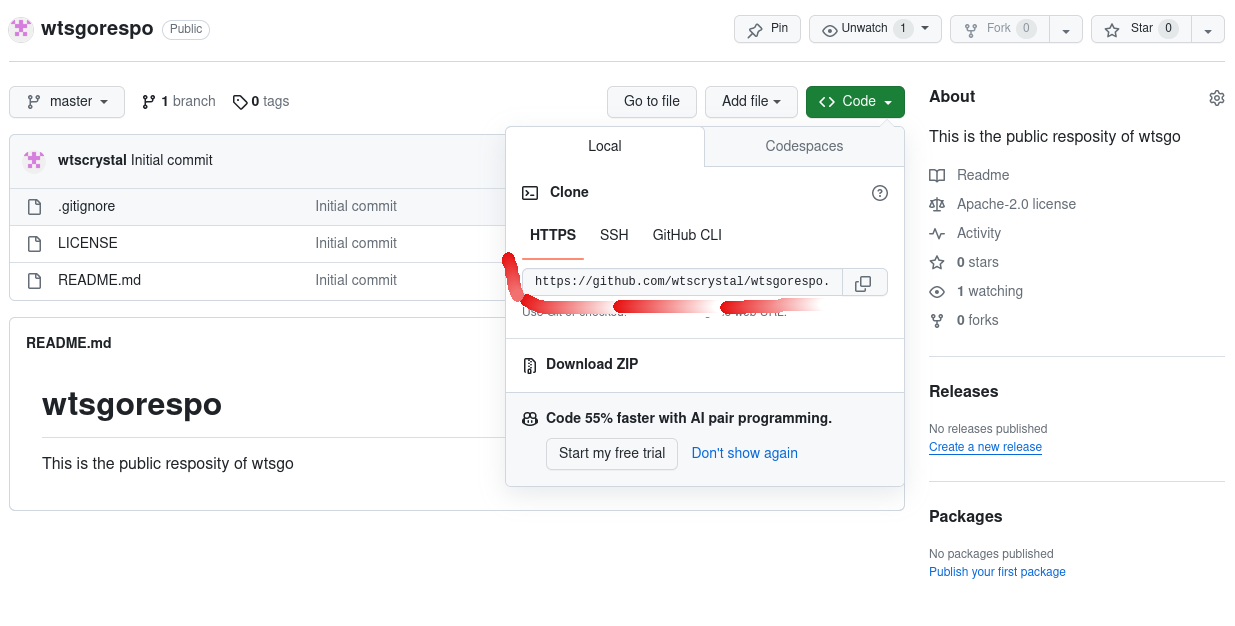 wtsgorespo Public Pin Unwatch 1 Fork 0 Star 0
master 1 branch 0 tags Go to file Add file Code
wtscrystal Initial commit
.gitignore Initial commit
LICENSE Initial commit
README.md Initial commit
README.md
wtsgorespo
This is the public resposity of wtsgo
Local Codespaces
Clone
HTTPS SSH GitHub CLI
https://github.com/wtscrystal/wtsgorespo.
Use Git or checkout web URL.
Download ZIP
Code 55% faster with AI pair programming.
Start my free trial Don't show again
About
This is the public resposity of wtsgo
Readme
Apache-2.0 license
Activity
0 stars
1 watching
0 forks
Releases
No releases published
Create a new release
Packages
No packages published
Publish your first package